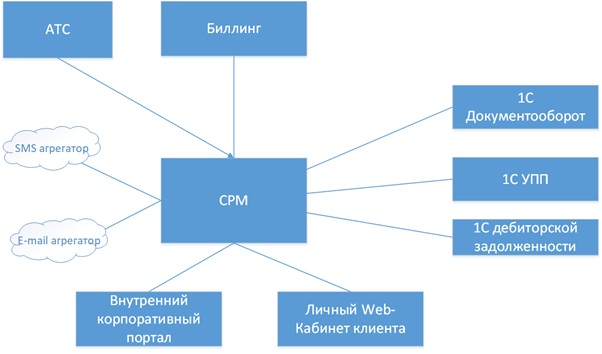 АТС
Биллинг
1С
Документооборот
SMS агрегатор
СРМ
1С УПП
E-mail агрегатор
1С дебиторской
задолженности
Внутренний
корпоративный
портал
Личный Web-
Кабинет клиента